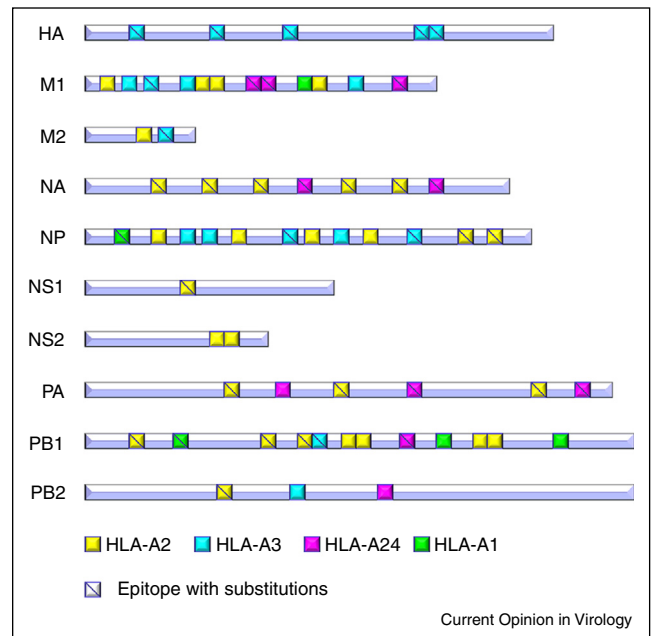 HA
M1
M2
NA
NP
NS1
NS2
PA
PB1
PB2
HLA-A2 HLA-A3 HLA-A24 HLA-A1
Epitope with substitutions
Current Opinion in Virology